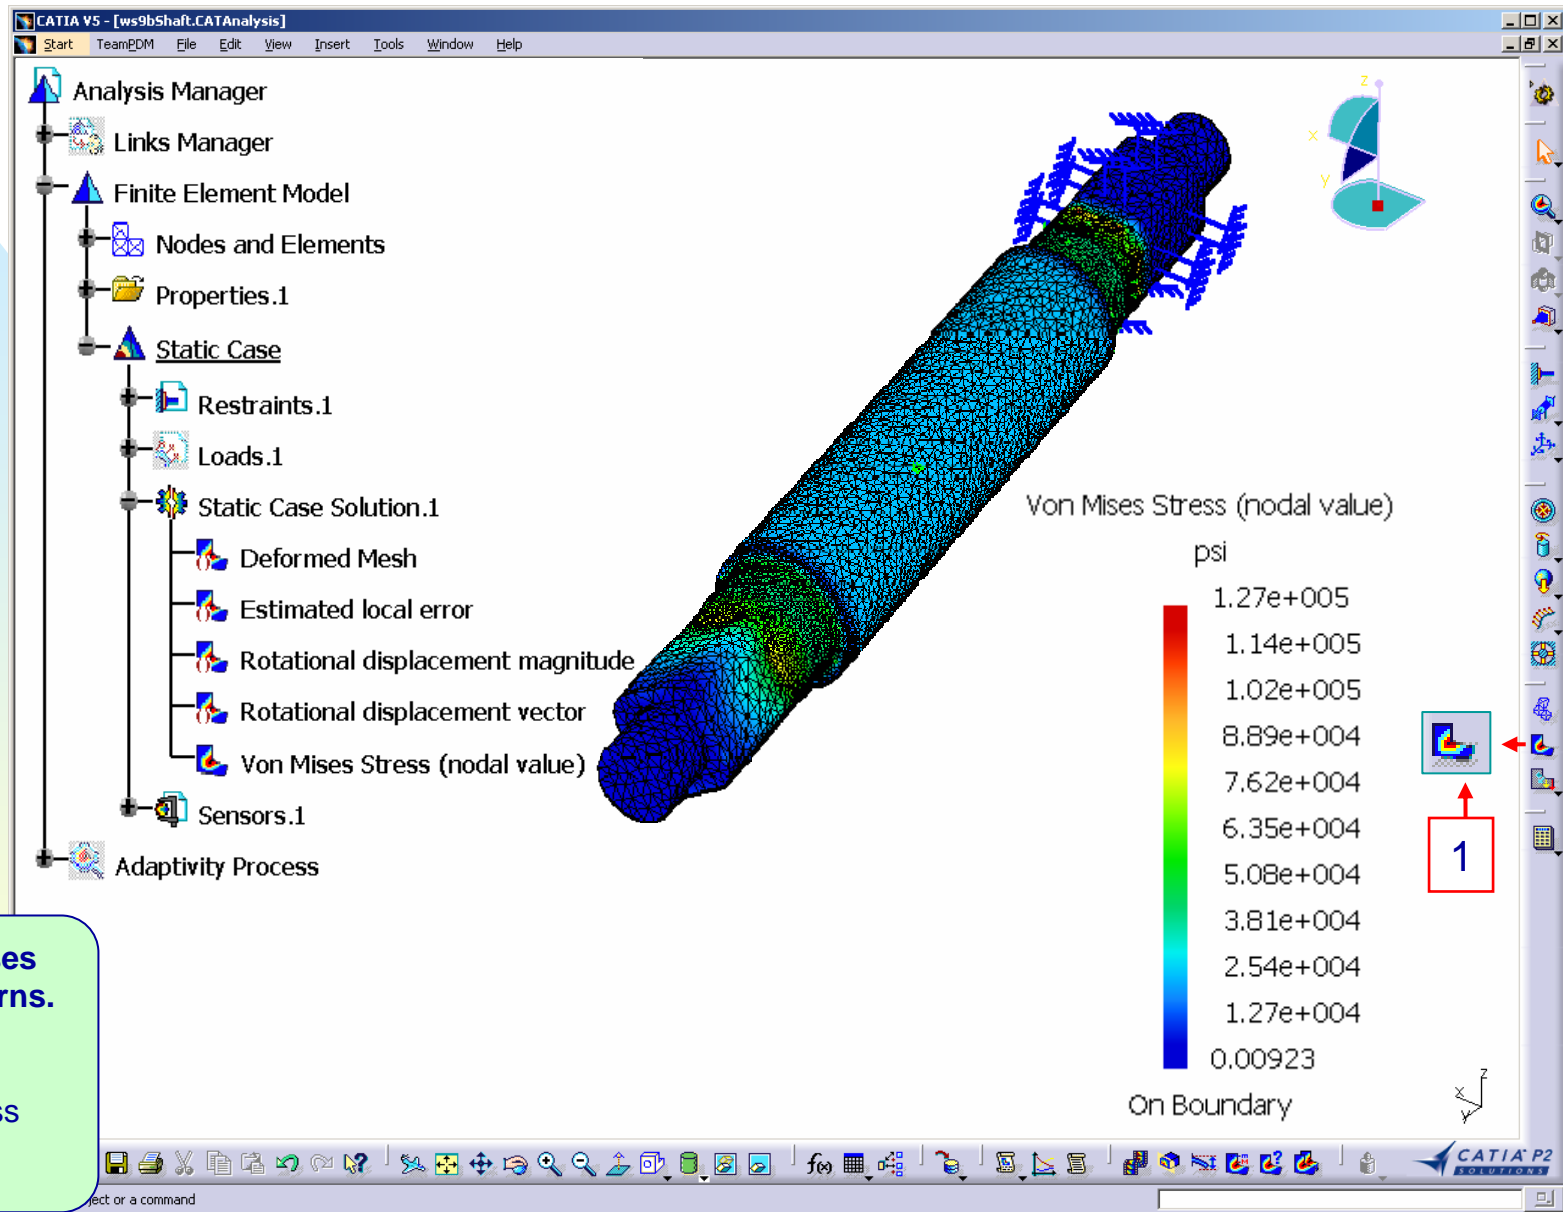 CATIA V5 - [ws9bShaft.CATAnalysis]
Start TeamPDM File Edit View Insert Tools Window Help
Analysis Manager
Links Manager
Finite Element Model
Nodes and Elements
Properties.1
Static Case
Restraints.1
Loads.1
Static Case Solution.1
Deformed Mesh
Estimated local error
Rotational displacement magnitude
Rotational displacement vector
Von Mises Stress (nodal value)
Sensors.1
Adaptivity Process
z
x
y
Von Mises Stress (nodal value)
psi
1.27e+005
1.14e+005
1.02e+005
8.89e+004
7.62e+004
6.35e+004
5.08e+004
3.81e+004
2.54e+004
1.27e+004
0.00923
On Boundary
1
z
x
y
rns.
f(x)
CATIA P2
SOLUTIONS
or a command